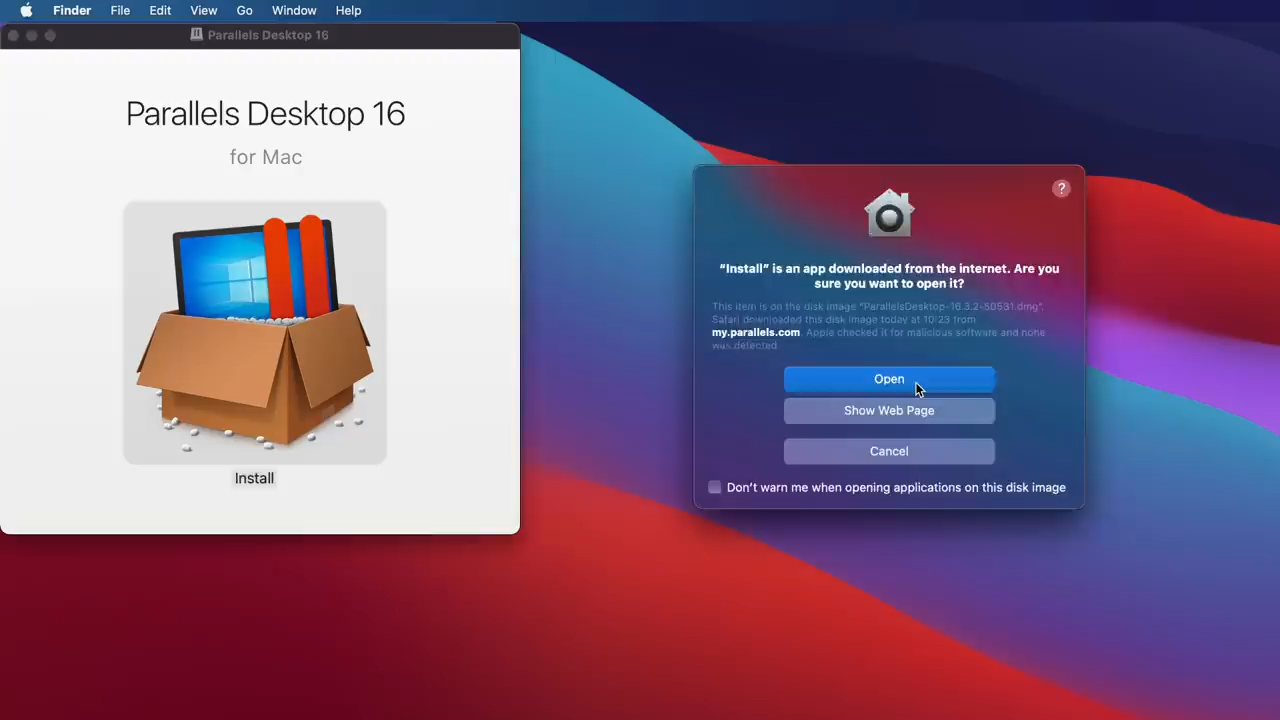 Finder File Edit View Go Window Help
Parallels Desktop 16
Parallels Desktop 16
for Mac
Install
?
“Install” is an app downloaded from the internet. Are you
sure you want to open it?
This item is on the disk image “ParallelsDesktop-16.3.2-50531.dmg”.
Safari downloaded this disk image today at 10:23 from
my.parallels.com. Apple checked it for malicious software and none
was detected.
Open
Show Web Page
Cancel
Don’t warn me when opening applications on this disk image